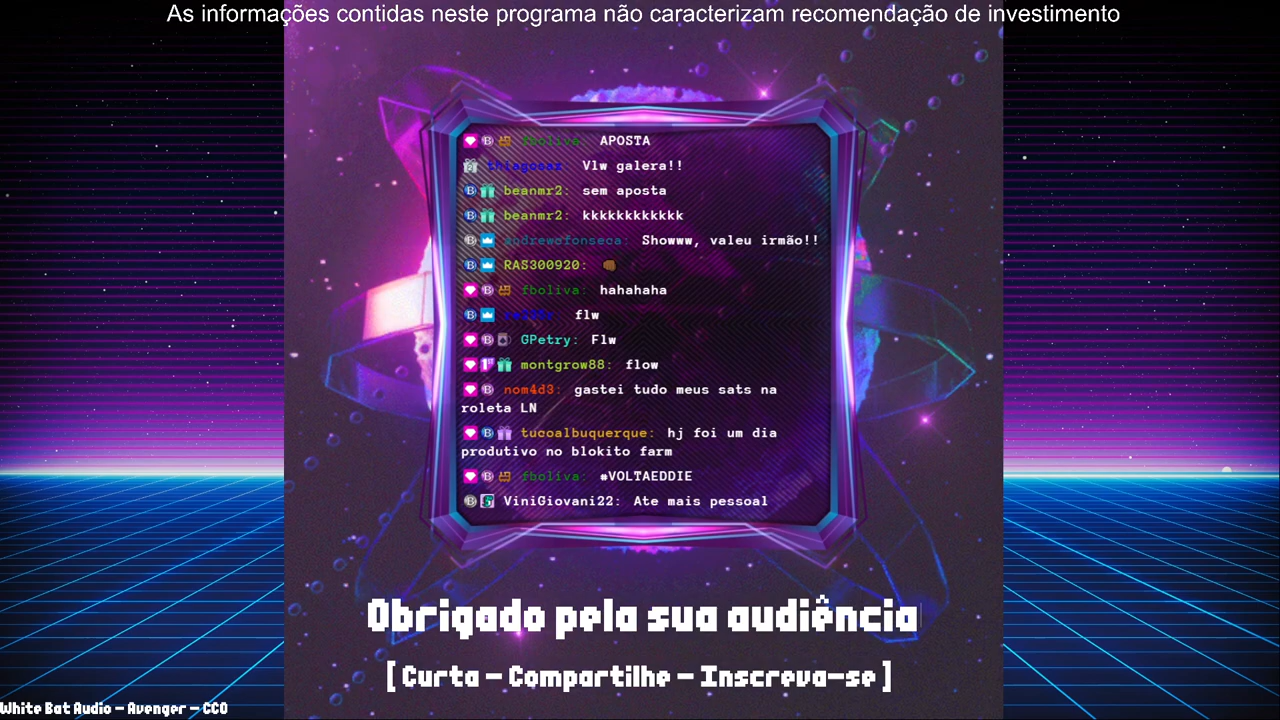 As informações contidas neste programa não caracterizam recomendação de investimento
fboliva: APOSTA
Vlw galera!!
beanmr2: sem aposta
beanmr2: kkkkkkkkkkkk
andrewofonseca: Showww, valeu irmão!!
RAS300920:
fboliva: hahahaha
flw
GPetry: Flw
montgrow88: flow
nom4d3: gastei tudo meus sats na
roleta LN
tucoalbuquerque: hj foi um dia
produtivo no blokito farm
fboliva: #VOLTAEDDIE
ViniGiovani22: Ate mais pessoal
Obrigado pela sua audiência
[ Curta - Compartilhe - Inscreva-se ]
White Bat Audio - Avenger - CC0